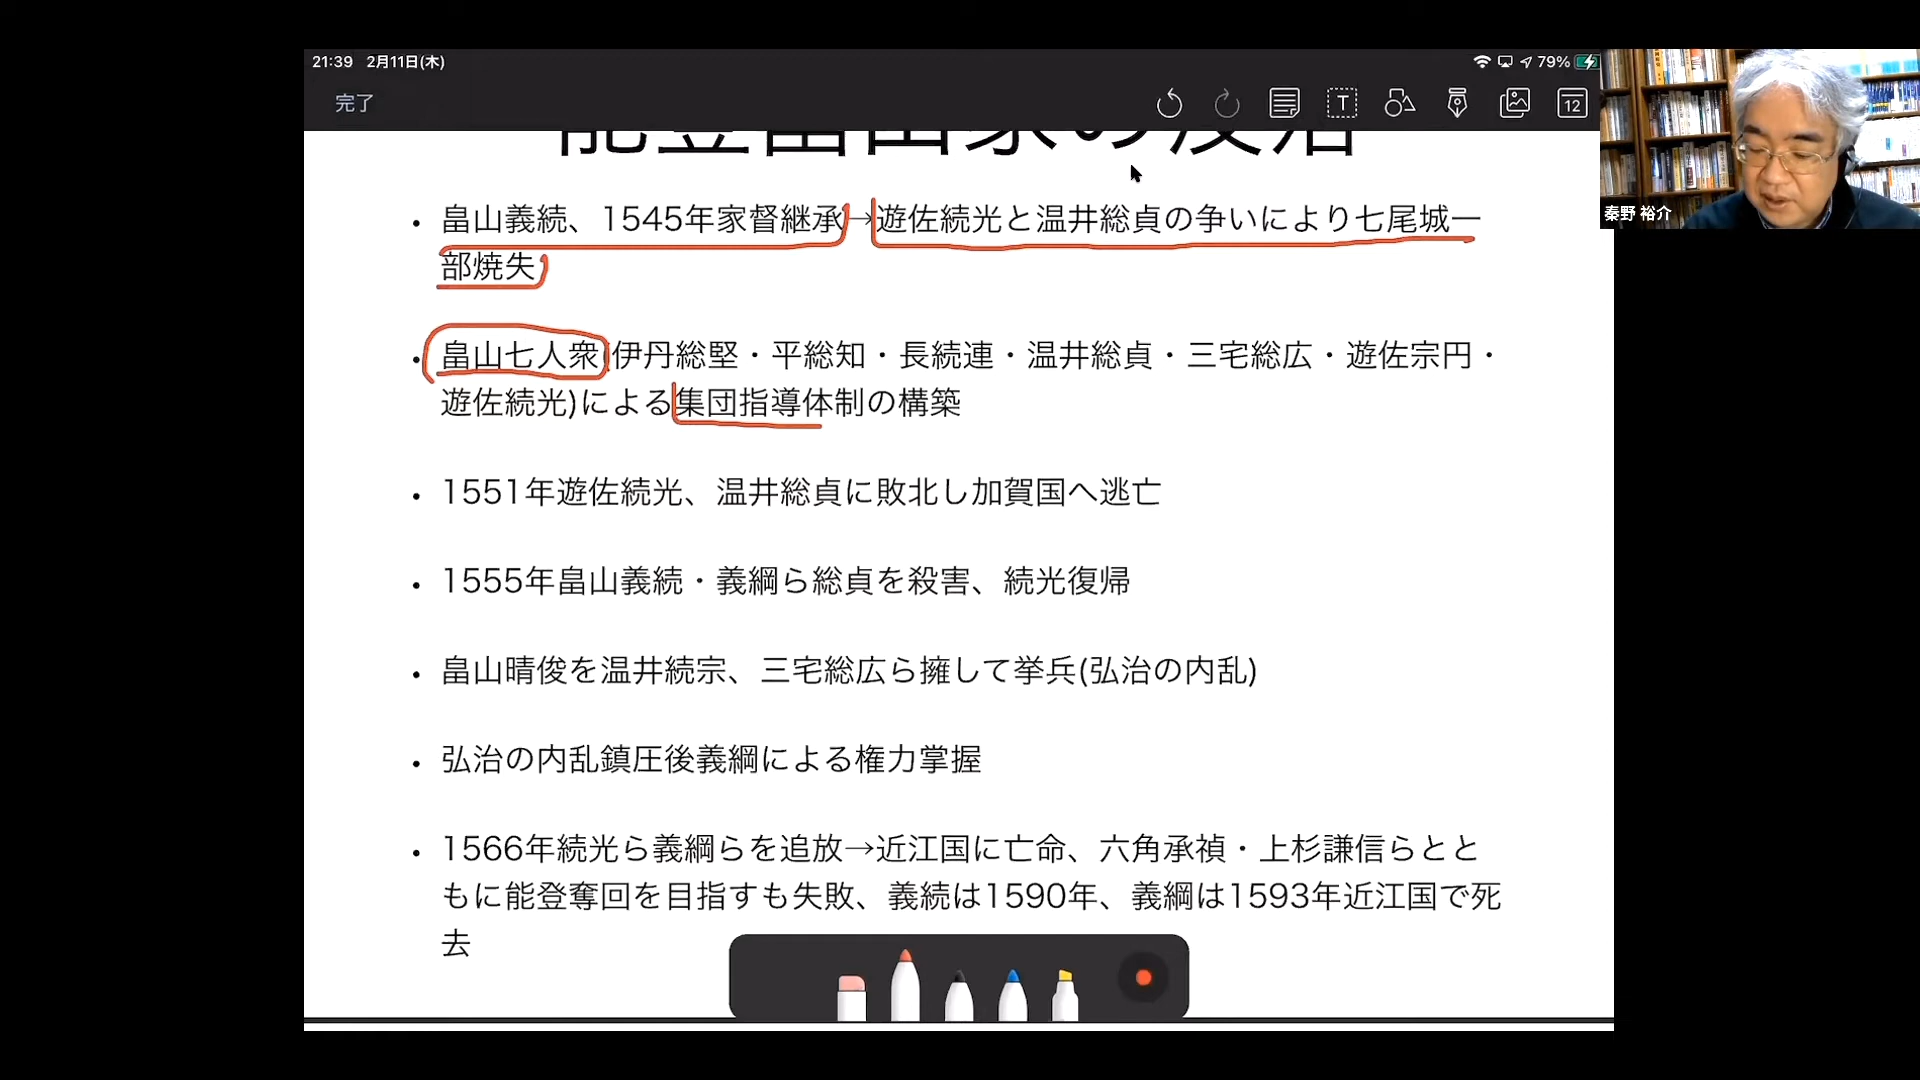 21:39 2月11日(木)
79%
完了
T
12
能登畠山家の没落
・畠山義続、1545年家督継承→遊佐続光と温井総貞の争いにより七尾城一
部焼失
・畠山七人衆(伊丹総堅・平総知・長続連・温井総貞・三宅総広・遊佐宗円・
遊佐続光)による集団指導体制の構築
・1551年遊佐続光、温井総貞に敗北し加賀国へ逃亡
・1555年畠山義続・義綱ら総貞を殺害、続光復帰
・畠山晴俊を温井続宗、三宅総広ら擁して挙兵(弘治の内乱)
・弘治の内乱鎮圧後義綱による権力掌握
・1566年続光ら義綱らを追放→近江国に亡命、六角承禎・上杉謙信らとと
もに能登奪回を目指すも失敗、義続は1590年、義綱は1593年近江国で死
去
秦野 裕介